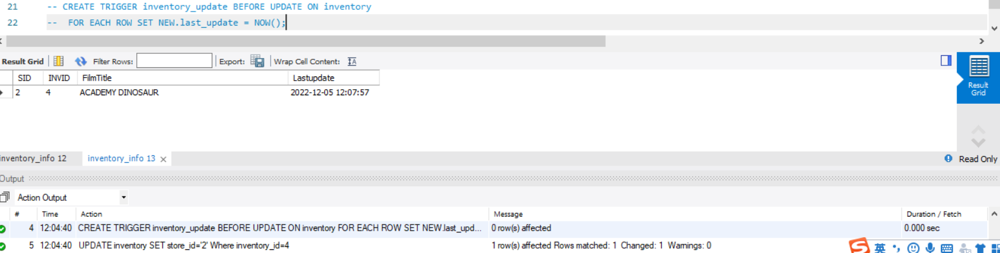 21 -- CREATE TRIGGER inventory_update BEFORE UPDATE ON inventory
22 -- FOR EACH ROW SET NEW.last_update = NOW();
Result Grid Filter Rows: Export: Wrap Cell Content: IA
SID INVID FilmTitle Lastupdate
2 4 ACADEMY DINOSAUR 2022-12-05 12:07:57
Result
Grid
inventory_info 12 inventory_info 13 Read Only
Output
Action Output
# Time Action Message Duration / Fetch
4 12:04:40 CREATE TRIGGER inventory_update BEFORE UPDATE ON inventory FOR EACH ROW SET NEW.last_upd... 0 row(s) affected 0.000 sec
5 12:04:40 UPDATE inventory SET store_id='2' Where inventory_id=4 1 row(s) affected Rows matched: 1 Changed: 1 Warnings: 0
S 英